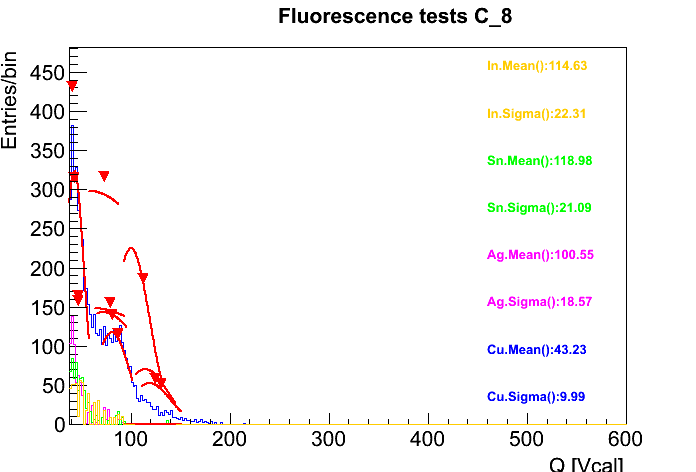 Fluorescence tests C_8
Entries/bin
450
400
350
300
250
200
150
100
50
0
In.Mean():114.63
In.Sigma():22.31
Sn.Mean():118.98
Sn.Sigma():21.09
Ag.Mean():100.55
Ag.Sigma():18.57
Cu.Mean():43.23
Cu.Sigma():9.99
100 200 300 400 500 600
Q [Vcal]